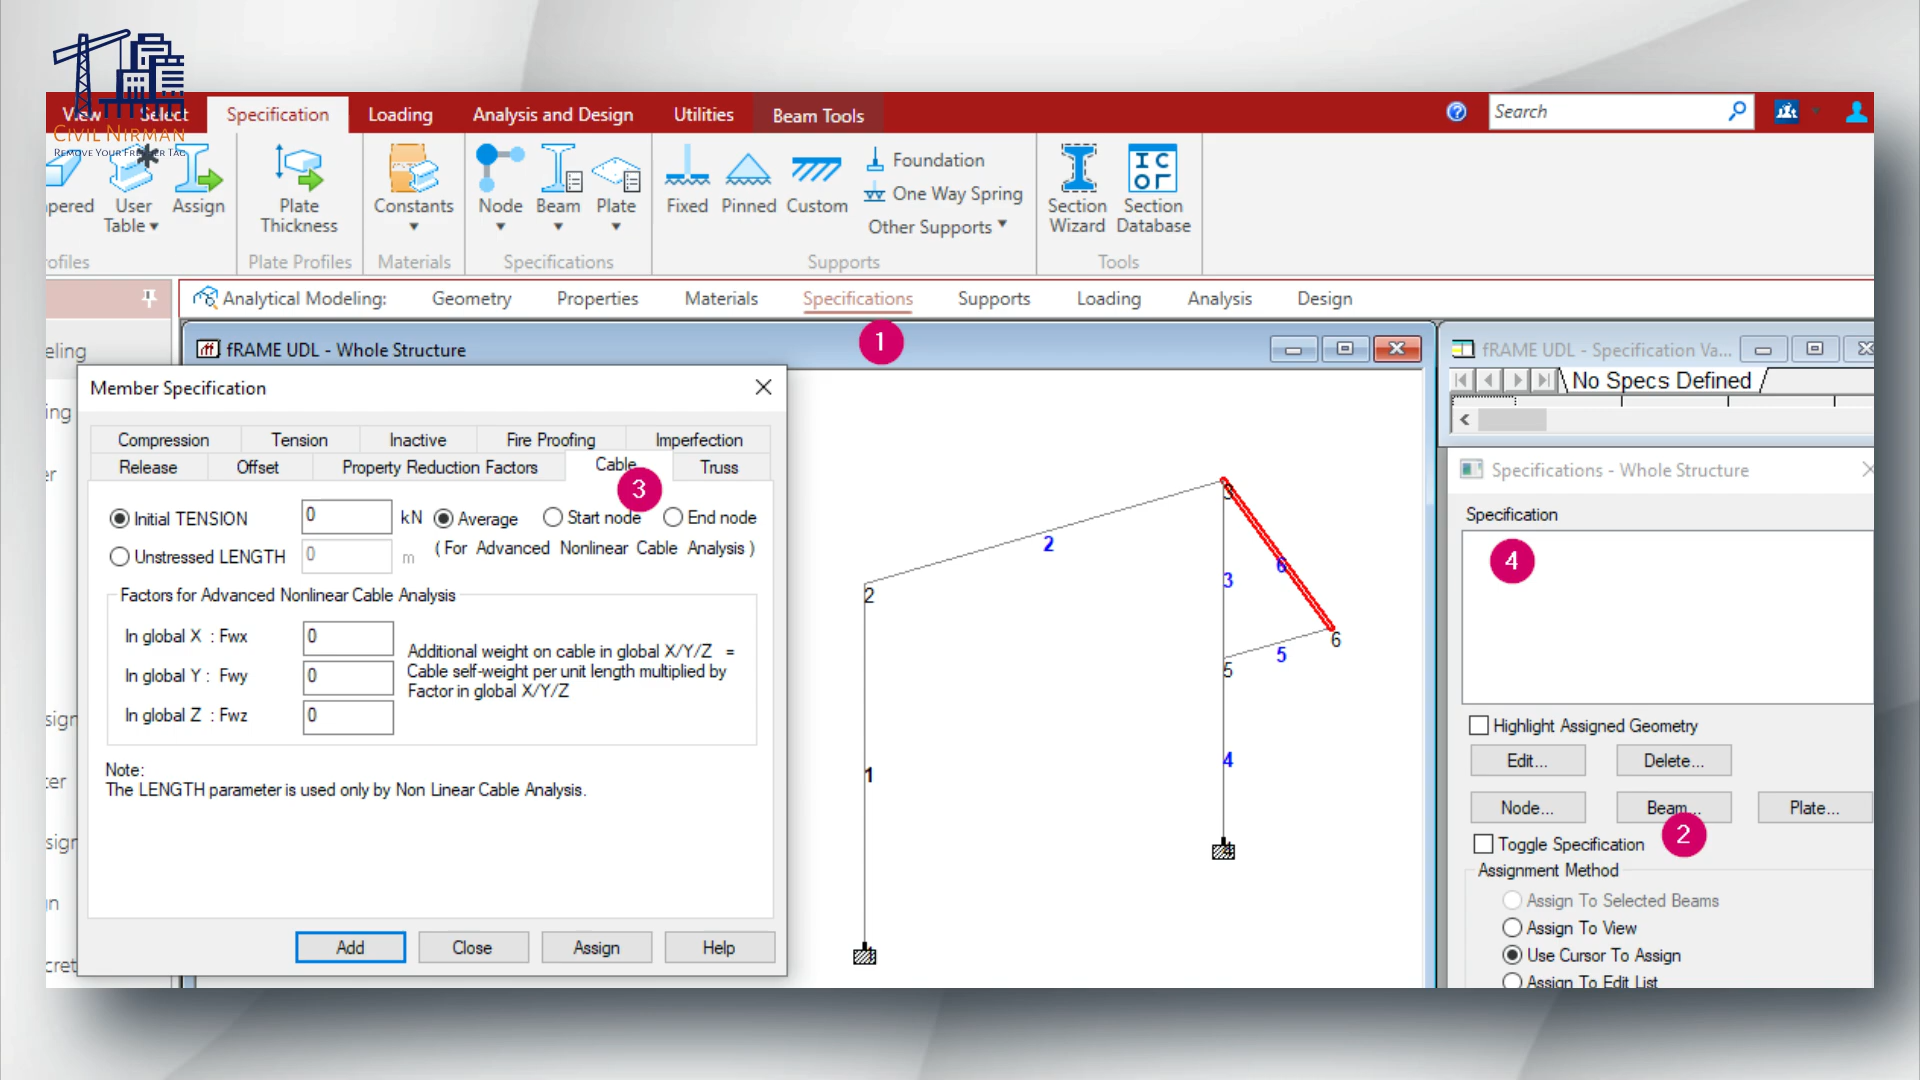 CIVIL NIRMAN
View Select Specification Loading Analysis and Design Utilities Beam Tools Search
pered User Table Assign
Plate Thickness
Constants
Node Beam Plate
Fixed Pinned Custom
Foundation
One Way Spring
Other Supports
Section Wizard Section Database
ofiles Plate Profiles Materials Specifications Supports Tools
Analytical Modeling: Geometry Properties Materials Specifications Supports Loading Analysis Design
1
eling
fRAME UDL - Whole Structure
fRAME UDL - Specification Va...
No Specs Defined
Member Specification
ing
er
Compression Tension Inactive Fire Proofing Imperfection
Release Offset Property Reduction Factors Cable Truss
3
Initial TENSION 0 kN Average Start node End node
Unstressed LENGTH 0 m ( For Advanced Nonlinear Cable Analysis )
Factors for Advanced Nonlinear Cable Analysis
In global X : Fwx 0
In global Y : Fwy 0
In global Z : Fwz 0
Additional weight on cable in global X/Y/Z =
Cable self-weight per unit length multiplied by
Factor in global X/Y/Z
Note:
The LENGTH parameter is used only by Non Linear Cable Analysis.
Add Close Assign Help
sign
ter
sign
n
cret
2
2
3
6
6
5
5
1
4
Specifications - Whole Structure
Specification
4
Highlight Assigned Geometry
Edit... Delete...
Node... Beam... Plate...
2
Toggle Specification
Assignment Method
Assign To Selected Beams
Assign To View
Use Cursor To Assign
Assign To Edit List